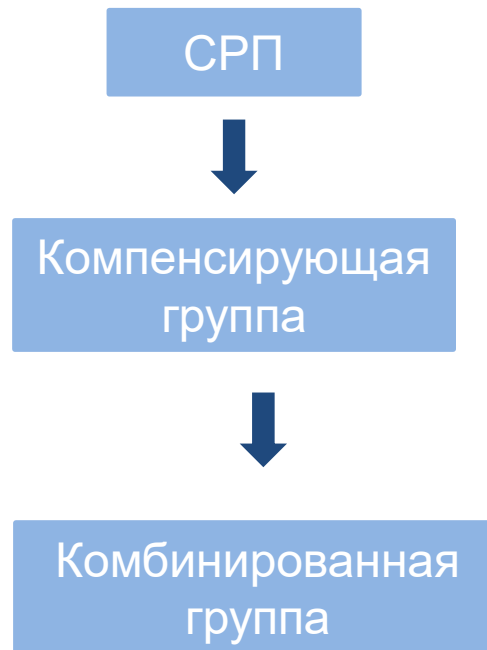 СРП
Компенсирующая
группа
Комбинированная
группа